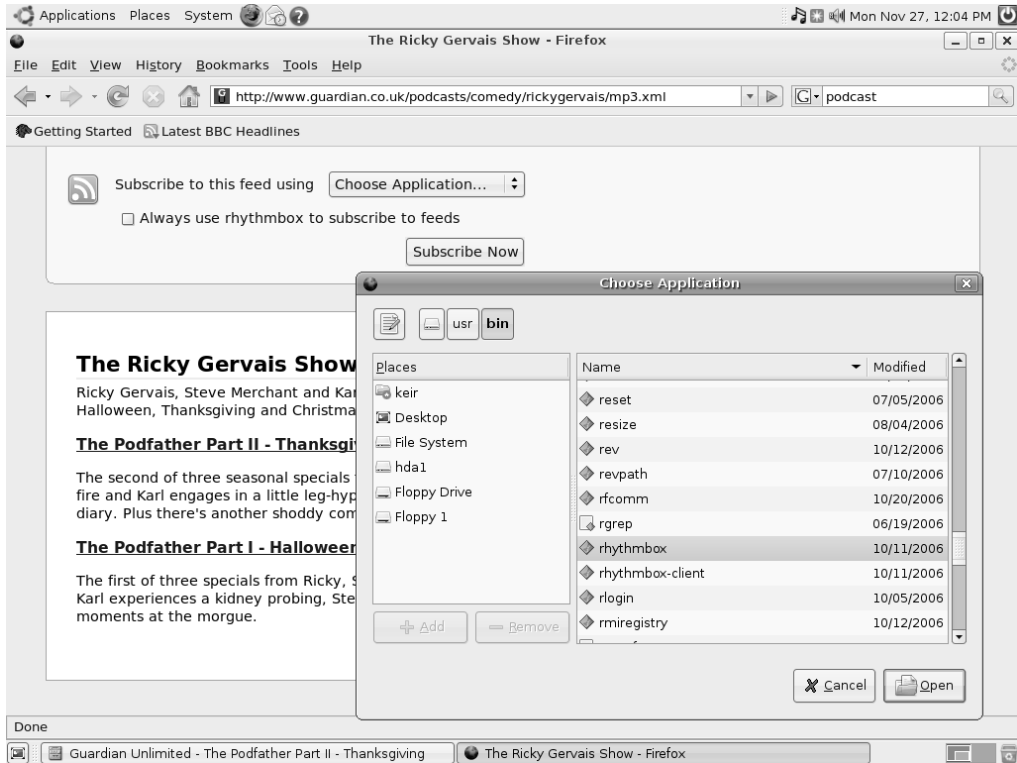 Applications Places System
Mon Nov 27, 12:04 PM
The Ricky Gervais Show - Firefox
File Edit View History Bookmarks Tools Help
http://www.guardian.co.uk/podcasts/comedy/rickygervais/mp3.xml
G podcast
Getting Started Latest BBC Headlines
Subscribe to this feed using Choose Application...
Always use rhythmbox to subscribe to feeds
Subscribe Now
Choose Application
usr bin
Places
keir
Desktop
File System
hda1
Floppy Drive
Floppy 1
Add Remove
Name Modified
reset 07/05/2006
resize 08/04/2006
rev 10/12/2006
revpath 07/10/2006
rfcomm 10/20/2006
rgrep 06/19/2006
rhythmbox 10/11/2006
rhythmbox-client 10/11/2006
rlogin 10/05/2006
rmiregistry 10/12/2006
Cancel Open
The Ricky Gervais Show
Ricky Gervais, Steve Merchant and Kar
Halloween, Thanksgiving and Christma
The Podfather Part II - Thanksgi
The second of three seasonal specials
fire and Karl engages in a little leg-hyp
diary. Plus there's another shoddy com
The Podfather Part I - Halloween
The first of three specials from Ricky, S
Karl experiences a kidney probing, Ste
moments at the morgue.
Done
Guardian Unlimited - The Podfather Part II - Thanksgiving
The Ricky Gervais Show - Firefox